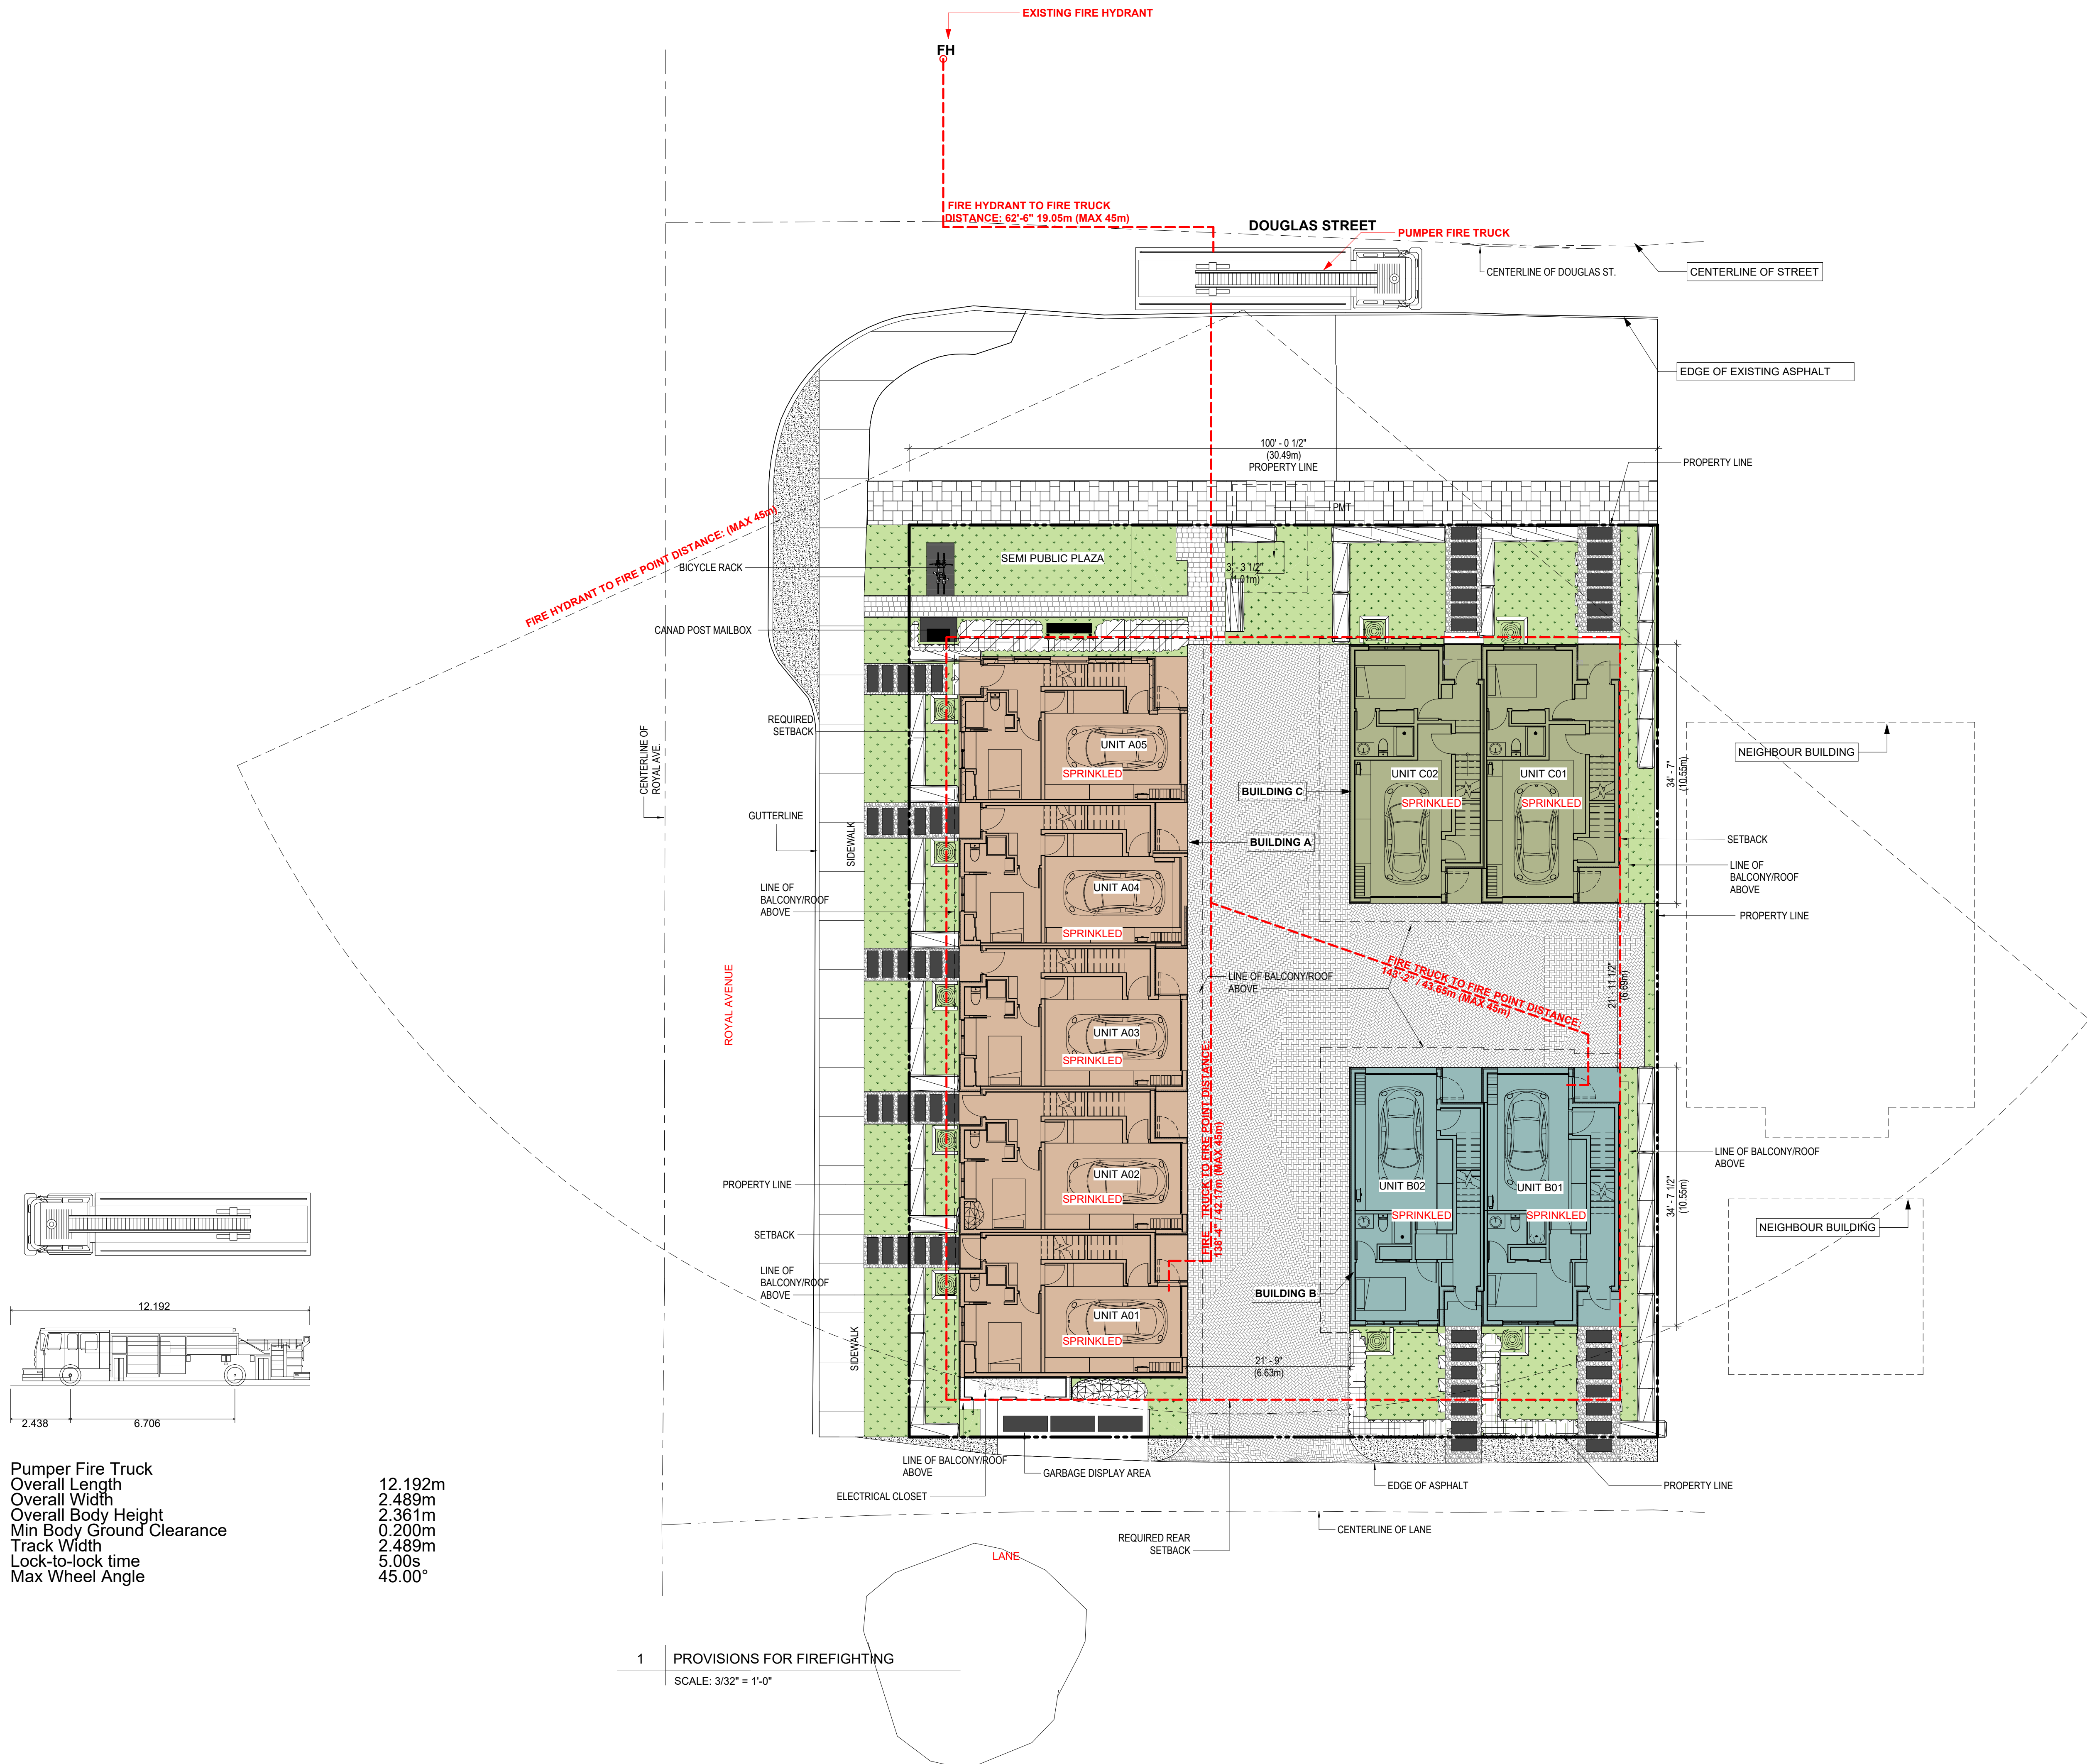 EXISTING FIRE HYDRANT
FH
FIRE HYDRANT TO FIRE TRUCK
DISTANCE: 62'-6" 19.05m (MAX 45m)
DOUGLAS STREET
PUMPER FIRE TRUCK
CENTERLINE OF DOUGLAS ST.
CENTERLINE OF STREET
EDGE OF EXISTING ASPHALT
100' - 0 1/2"
(30.49m)
PROPERTY LINE
PROPERTY LINE
PMT
FIRE HYDRANT TO FIRE POINT DISTANCE: (MAX 45m)
BICYCLE RACK
SEMI PUBLIC PLAZA
3' - 3 1/2"
(1.01m)
CANAD POST MAILBOX
REQUIRED
SETBACK
CENTERLINE OF
ROYAL AVE.
UNIT A05
SPRINKLED
UNIT C02
SPRINKLED
UNIT C01
SPRINKLED
34' - 7"
(10.55m)
NEIGHBOUR BUILDING
BUILDING C
GUTTERLINE
SIDEWALK
BUILDING A
SETBACK
LINE OF
BALCONY/ROOF
ABOVE
LINE OF
BALCONY/ROOF
ABOVE
UNIT A04
SPRINKLED
PROPERTY LINE
ROYAL AVENUE
LINE OF BALCONY/ROOF
ABOVE
FIRE TRUCK TO FIRE POINT DISTANCE:
143'-2" / 43.65m (MAX 45m)
21' - 11 1/2"
(6.69m)
UNIT A03
SPRINKLED
FIRE TRUCK TO FIRE POINT DISTANCE:
138'-4" / 42.17m (MAX 45m)
LINE OF BALCONY/ROOF
ABOVE
PROPERTY LINE
UNIT A02
SPRINKLED
UNIT B02
SPRINKLED
UNIT B01
SPRINKLED
34' - 7 1/2"
(10.55m)
NEIGHBOUR BUILDING
SETBACK
LINE OF
BALCONY/ROOF
ABOVE
BUILDING B
UNIT A01
SPRINKLED
SIDEWALK
21' - 9"
(6.63m)
12.192
2.438
6.706
LINE OF BALCONY/ROOF
ABOVE
GARBAGE DISPLAY AREA
ELECTRICAL CLOSET
EDGE OF ASPHALT
PROPERTY LINE
CENTERLINE OF LANE
REQUIRED REAR
SETBACK
LANE
Pumper Fire Truck
Overall Length 12.192m
Overall Width 2.489m
Overall Body Height 2.361m
Min Body Ground Clearance 0.200m
Track Width 2.489m
Lock-to-lock time 5.00s
Max Wheel Angle 45.00°
1 PROVISIONS FOR FIREFIGHTING
SCALE: 3/32" = 1'-0"